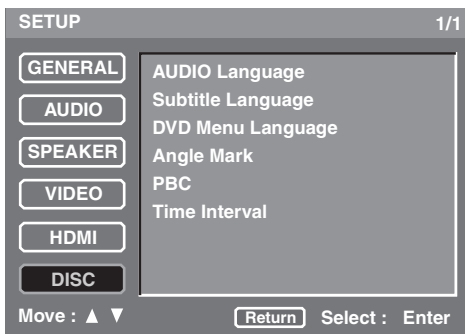 SETUP 1/1
GENERAL
AUDIO
SPEAKER
VIDEO
HDMI
DISC
AUDIO Language
Subtitle Language
DVD Menu Language
Angle Mark
PBC
Time Interval
Move : ▲ ▼ Return Select : Enter